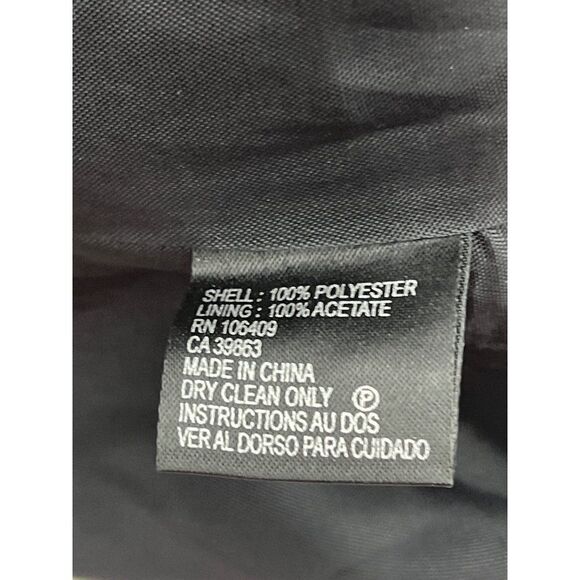 SHELL : 100% POLYESTER
LINING : 100% ACETATE
RN 106409
CA 39863
MADE IN CHINA
DRY CLEAN ONLY Ⓟ
INSTRUCTIONS AU DOS
VER AL DORSO PARA CUIDADO